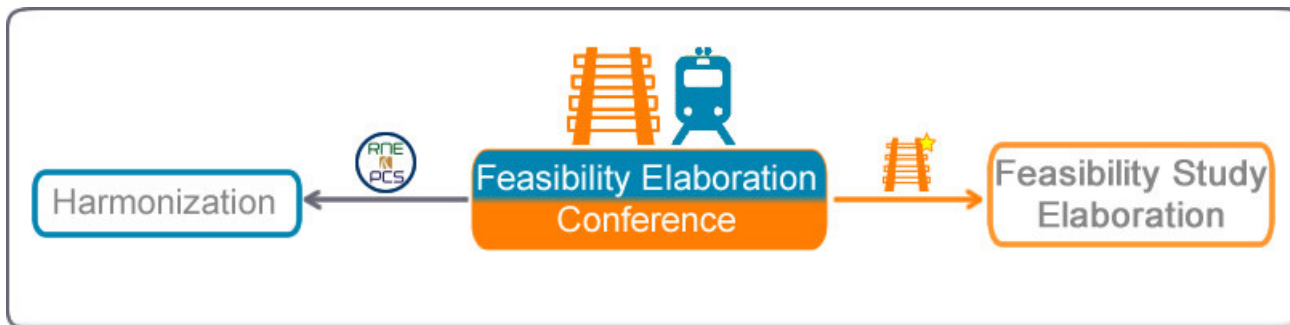 RNE
PCS
Harmonization
Feasibility Elaboration
Conference
Feasibility Study
Elaboration